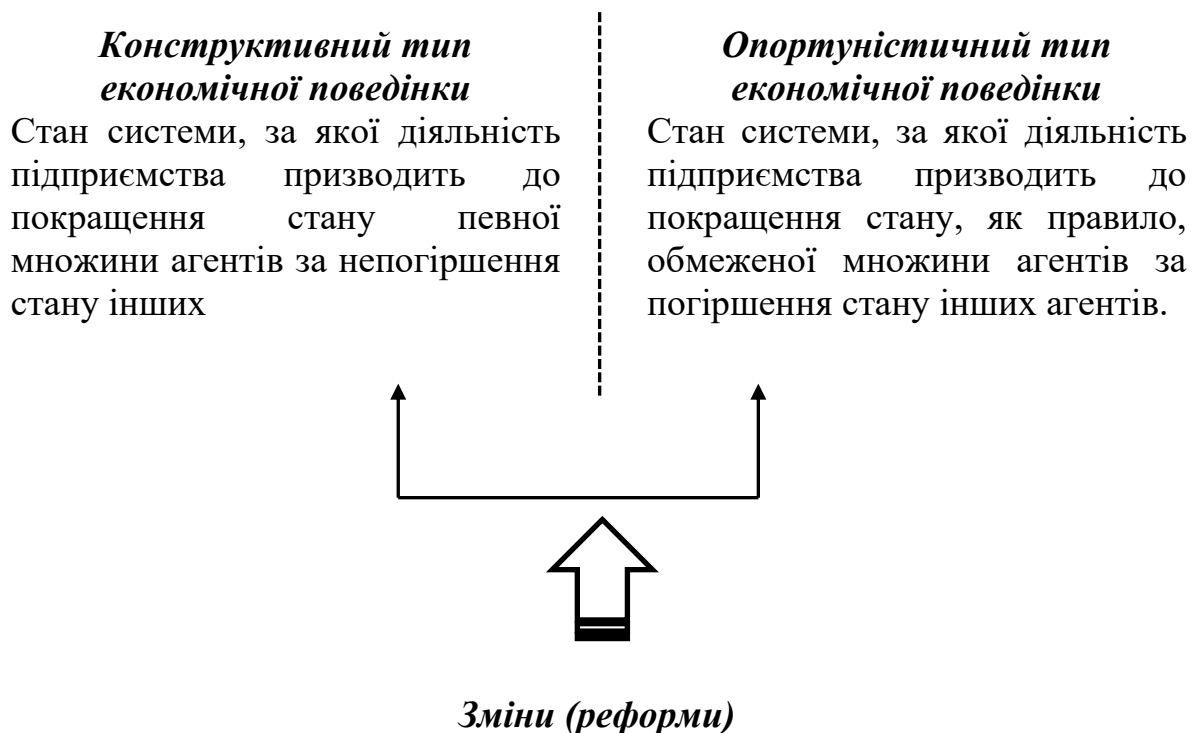 Конструктивний тип
економічної поведінки
Стан системи, за якої діяльність
підприємства призводить до
покращення стану певної
множини агентів за непогіршення
стану інших
Опортуністичний тип
економічної поведінки
Стан системи, за якої діяльність
підприємства призводить до
покращення стану, як правило,
обмеженої множини агентів за
погіршення стану інших агентів.
Зміни (реформи)